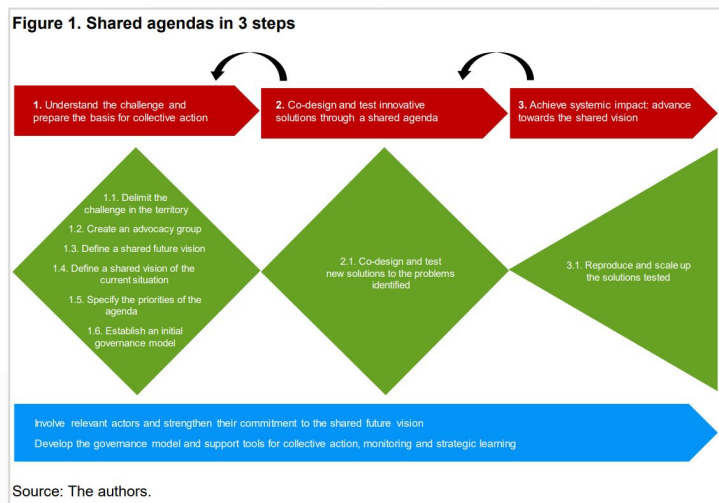 Figure 1. Shared agendas in 3 steps
1. Understand the challenge and
prepare the basis for collective action
2. Co-design and test innovative
solutions through a shared agenda
3. Achieve systemic impact: advance
towards the shared vision
1.1. Delimit the
challenge in the territory
1.2. Create an advocacy group
1.3. Define a shared future vision
1.4. Define a shared vision of the
current situation
1.5. Specify the priorities of the
agenda
1.6. Establish an initial
governance model
2.1. Co-design and test
new solutions to the problems
identified
3.1. Reproduce and scale up
the solutions tested
Involve relevant actors and strengthen their commitment to the shared future vision
Develop the governance model and support tools for collective action, monitoring and strategic learning
Source: The authors.